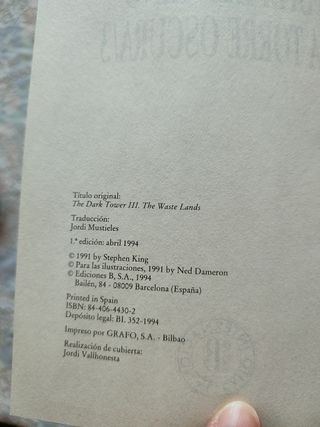 Título original:
The Dark Tower III. The Waste Lands
Traducción:
Jordi Mustieles
1.ª edición: abril 1994
© 1991 by Stephen King
© Para las ilustraciones, 1991 by Ned Dameron
© Ediciones B, S.A., 1994
Bailén, 84 - 08009 Barcelona (España)
Printed in Spain
ISBN: 84-406-4430-2
Depósito legal: BI. 352-1994
Impreso por GRAFO, S.A. - Bilbao
Realización de cubierta:
Jordi Vallhonesta